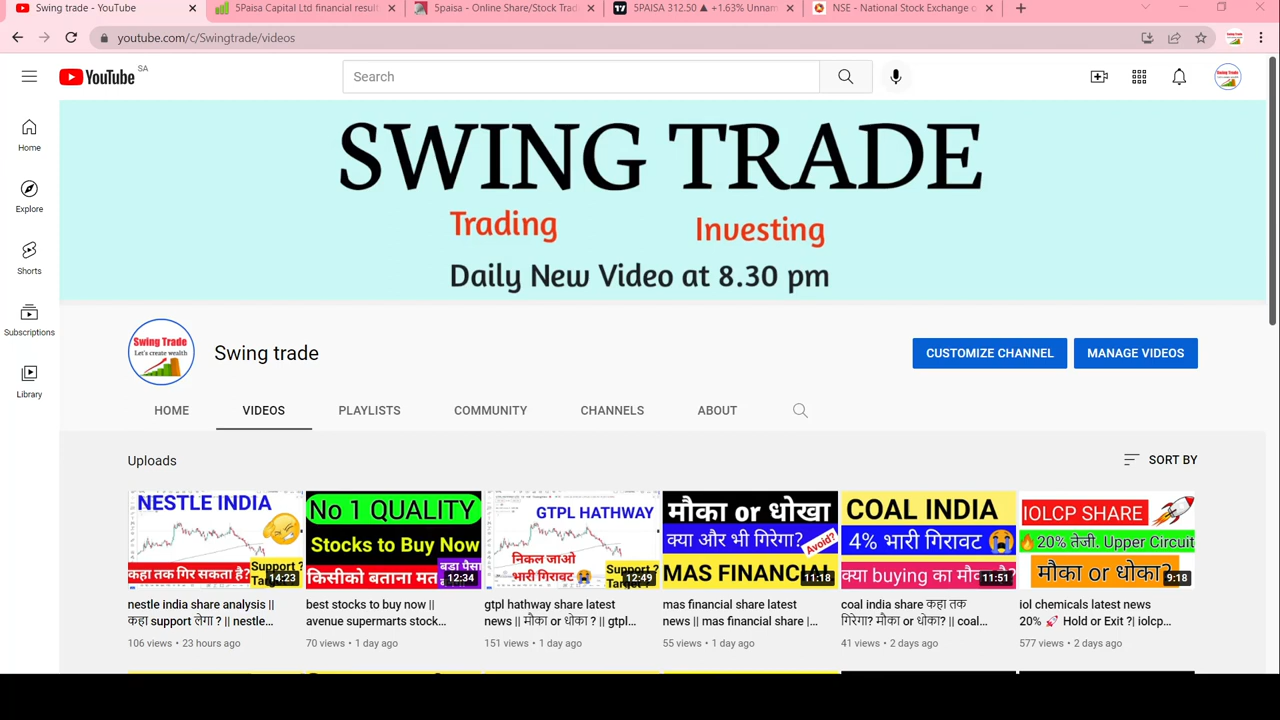 Swing trade - YouTube
5Paisa Capital Ltd financial result
5paisa - Online Share/Stock Trad
5PAISA 312.50 ▲ +1.63% Unnam
NSE - National Stock Exchange o
youtube.com/c/Swingtrade/videos
YouTube SA
Search
Home
Explore
Shorts
Subscriptions
Library
SWING TRADE
Trading Investing
Daily New Video at 8.30 pm
Swing Trade
Let's create wealth
Swing trade
CUSTOMIZE CHANNEL
MANAGE VIDEOS
HOME VIDEOS PLAYLISTS COMMUNITY CHANNELS ABOUT
Uploads
SORT BY
NESTLE INDIA
Support ?
कहा तक गिर सकता है?
14:23
nestle india share analysis ||
कहा support लेगा ? || nestle...
106 views • 23 hours ago
No 1 QUALITY
Stocks to Buy Now
बडा पैसा
किसीको बताना मत
12:34
best stocks to buy now ||
avenue supermarts stock...
70 views • 1 day ago
GTPL HATHWAY
निकल जाओ
भारी गिरावट
Support ?
12:49
gtpl hathway share latest
news || मौका or धोका ? || gtpl...
151 views • 1 day ago
मौका or धोखा
क्या और भी गिरेगा?
Avoid?
MAS FINANCIAL
11:18
mas financial share latest
news || mas financial share |...
55 views • 1 day ago
COAL INDIA
4% भारी गिरावट
क्या buying का मौका है?
11:51
coal india share कहा तक
गिरेगा? मौका or धोका? || coal...
41 views • 2 days ago
IOLCP SHARE
20% तेजी. Upper Circuit
मौका or धोका?
9:18
iol chemicals latest news
20% 🚀 Hold or Exit ?| iolcp...
577 views • 2 days ago